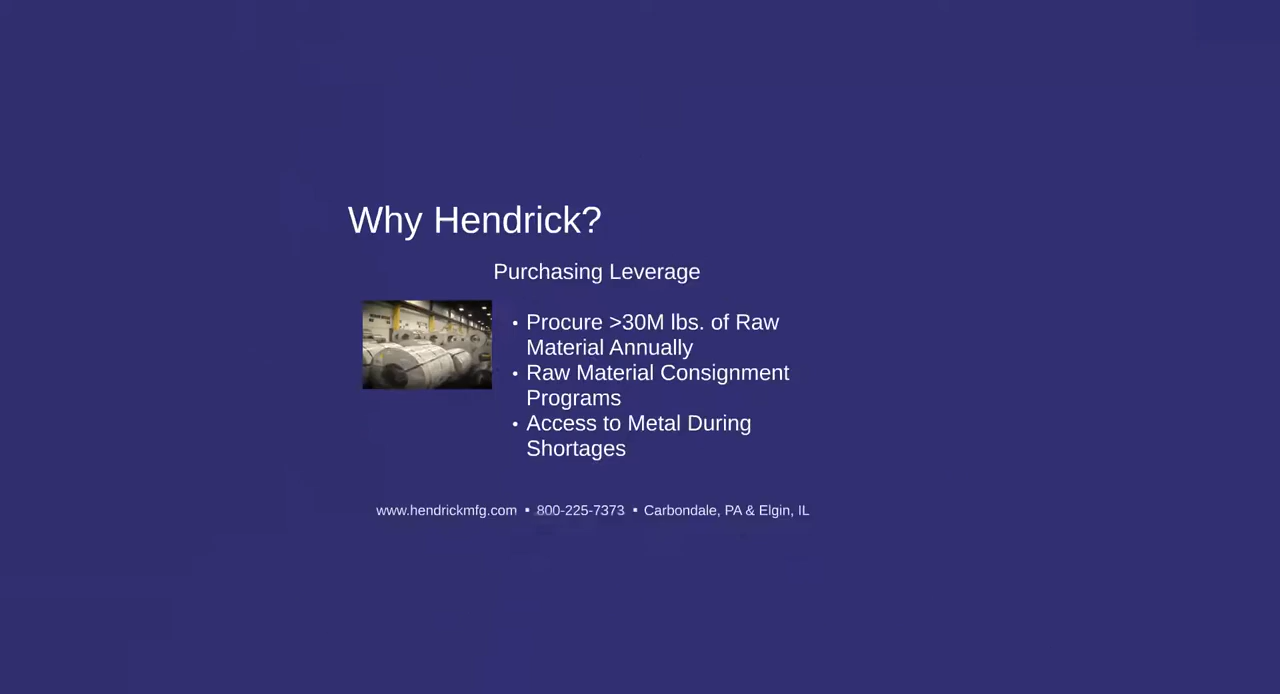 Why Hendrick?
Purchasing Leverage
• Procure >30M lbs. of Raw
Material Annually
• Raw Material Consignment
Programs
• Access to Metal During
Shortages
www.hendrickmfg.com ▪ 800-225-7373 ▪ Carbondale, PA & Elgin, IL